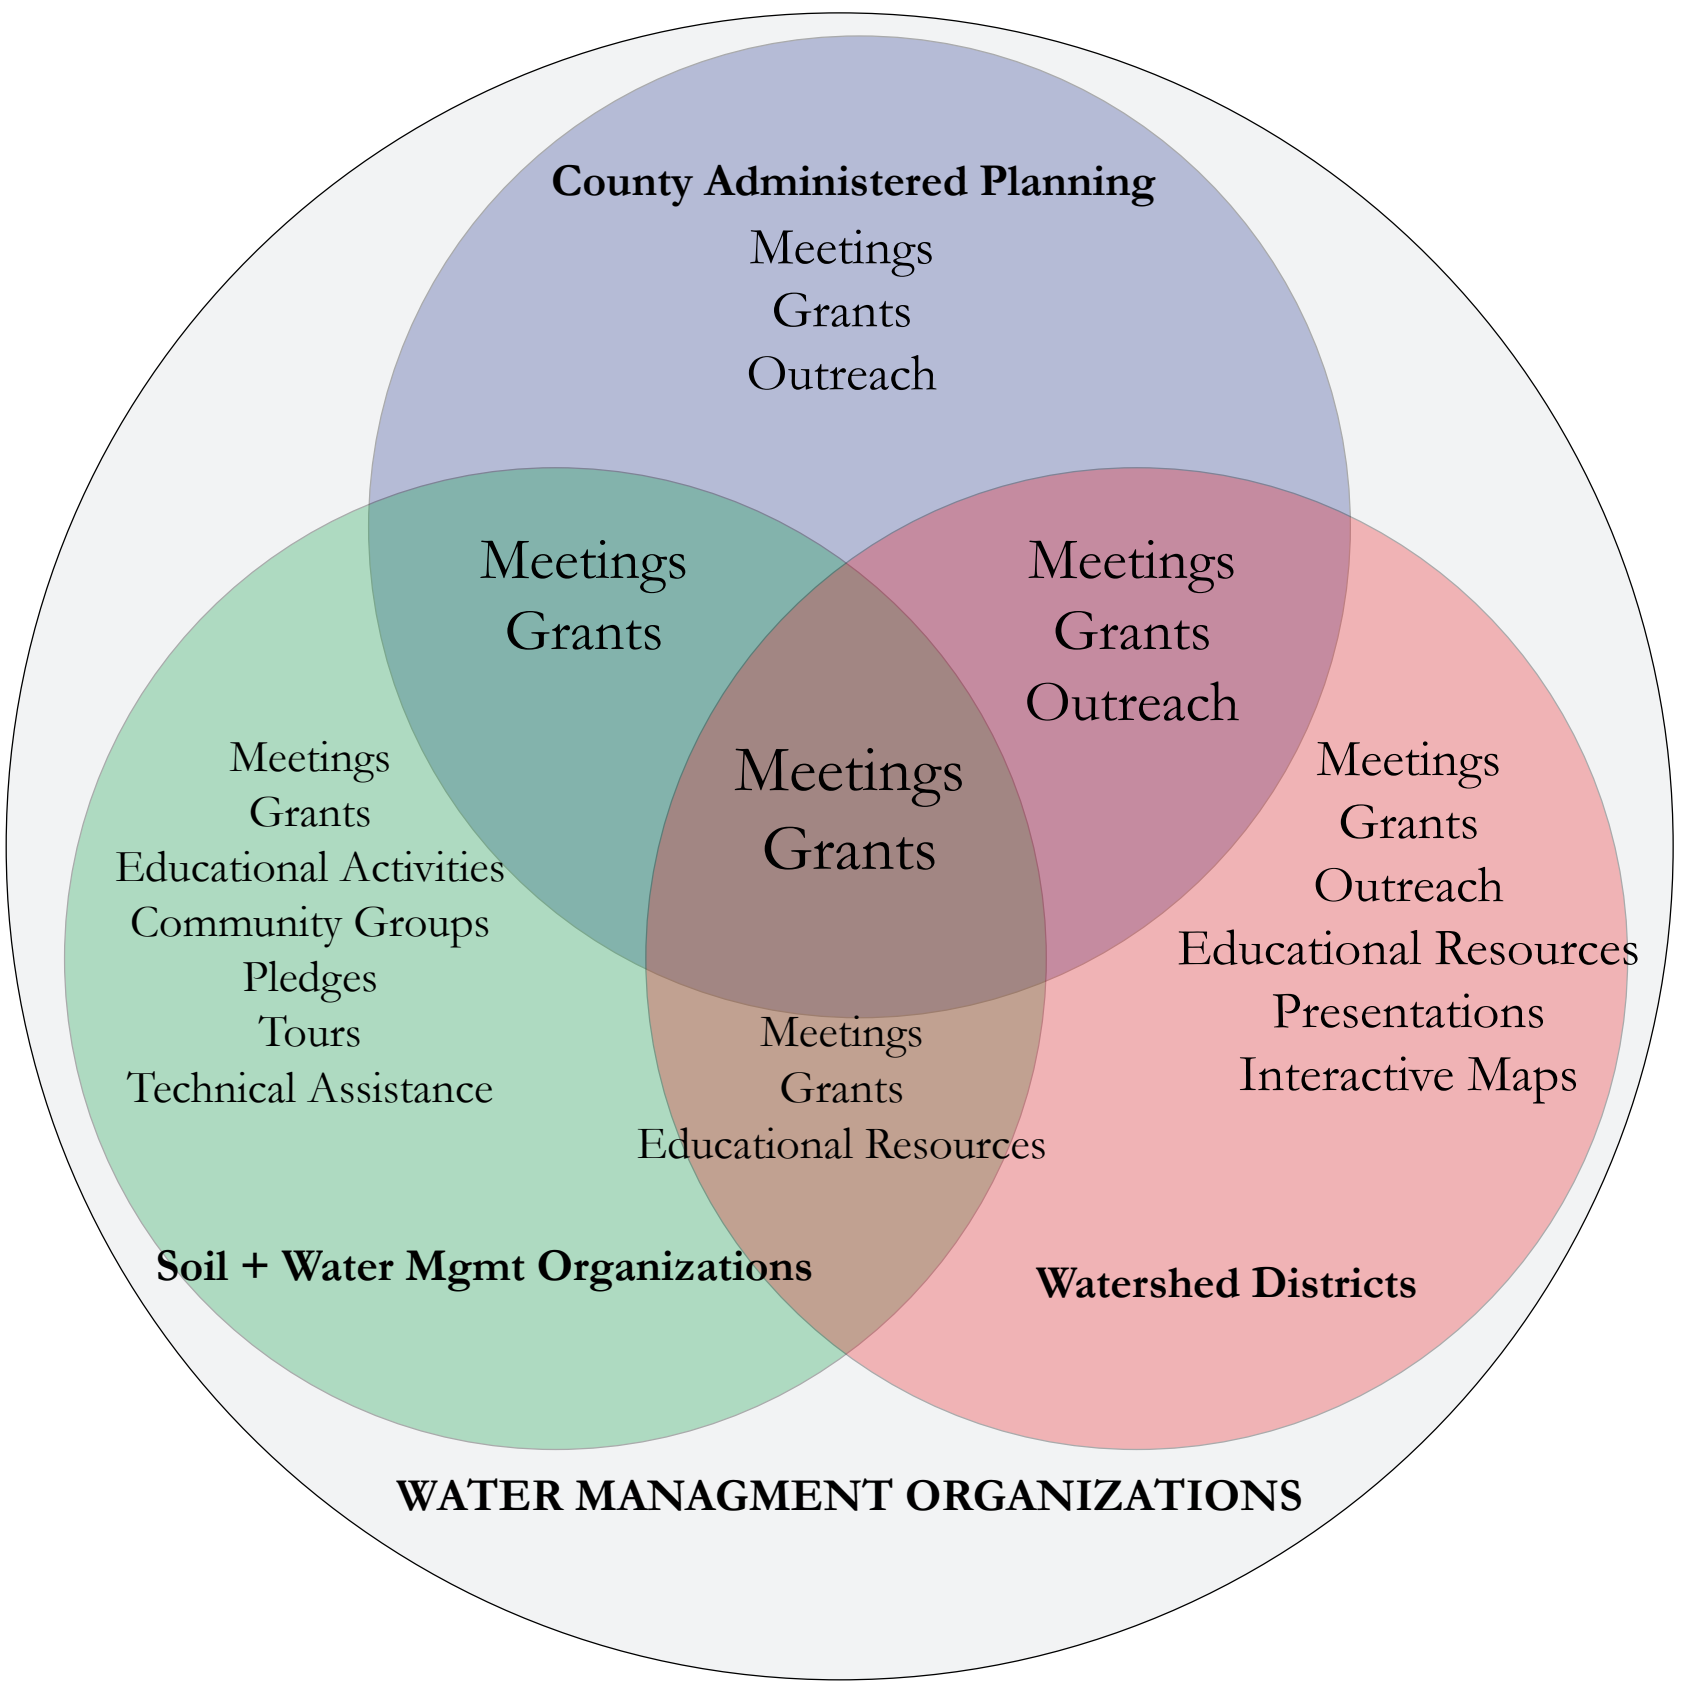 County Administered Planning
Meetings
Grants
Outreach
Meetings
Grants
Meetings
Grants
Outreach
Meetings
Grants
Meetings
Grants
Educational Activities
Community Groups
Pledges
Tours
Technical Assistance
Meetings
Grants
Outreach
Educational Resources
Presentations
Interactive Maps
Meetings
Grants
Educational Resources
Soil + Water Mgmt Organizations
Watershed Districts
WATER MANAGMENT ORGANIZATIONS